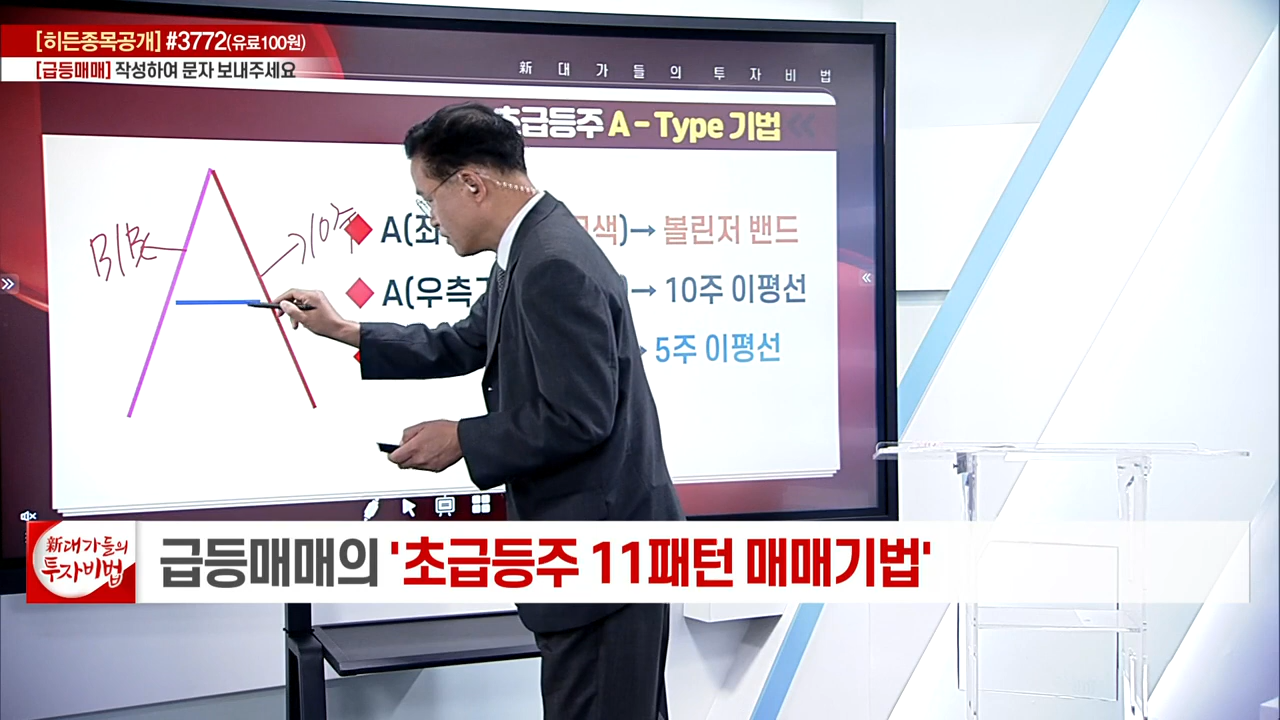 [히든종목공개] #3772(유료100원)
[급등매매] 작성하여 문자 보내주세요
新대가들의 투자비법
초급등주 A - Type 기법
B/B
10주
A(좌 색)→ 볼린저 밴드
A(우측 )→ 10주 이평선
5주 이평선
新대가들의
투자비법
급등매매의 '초급등주 11패턴 매매기법'